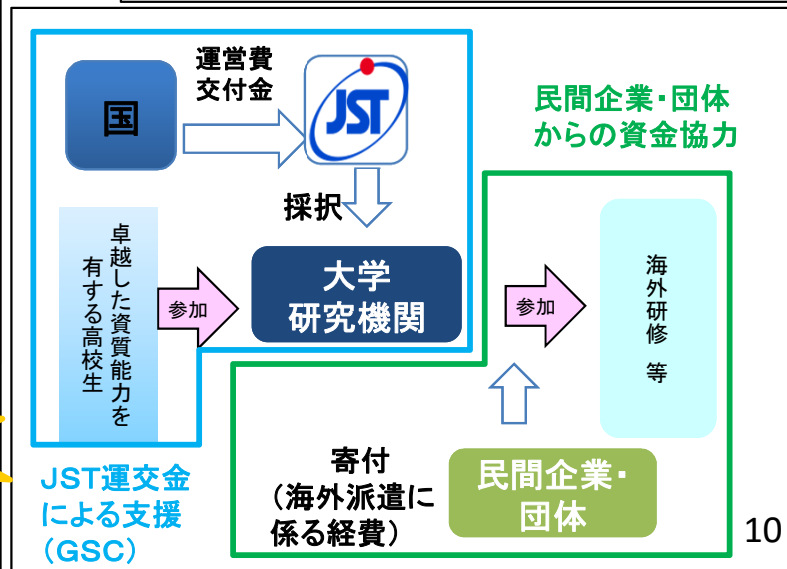 国
運営費
交付金
JST
民間企業・団体
からの資金協力
採択
卓越した資質能力を
有する高校生
参加
大学
研究機関
参加
海外研修 等
寄付
(海外派遣に
係る経費)
民間企業・
団体
JST運交金
による支援
(GSC)
10